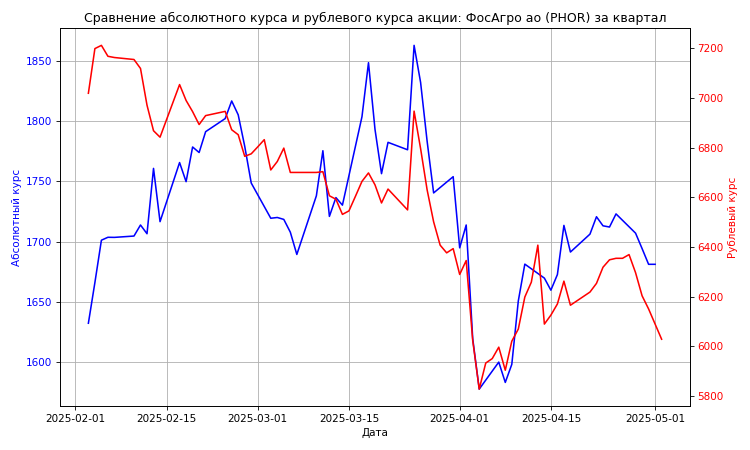 Сравнение абсолютного курса и рублевого курса акции: ФосАгро ао (PHOR) за квартал
Абсолютный курс
1850
1800
1750
1700
1650
1600
7200
7000
6800
6600
6400
6200
6000
5800
Рублевый курс
2025-02-01 2025-02-15 2025-03-01 2025-03-15 2025-04-01 2025-04-15 2025-05-01
Дата